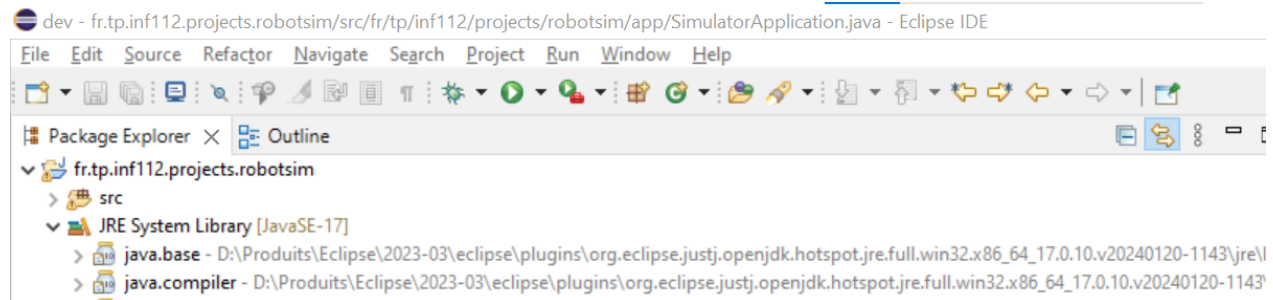 dev - fr.tp.inf112.projects.robotsim/src/fr/tp/inf112/projects/robotsim/app/SimulatorApplication.java - Eclipse IDE
File Edit Source Refactor Navigate Search Project Run Window Help
Package Explorer Outline
fr.tp.inf112.projects.robotsim
src
JRE System Library [JavaSE-17]
java.base - D:\Produits\Eclipse\2023-03\eclipse\plugins\org.eclipse.justj.openjdk.hotspot.jre.full.win32.x86_64_17.0.10.v20240120-1143\jre\
java.compiler - D:\Produits\Eclipse\2023-03\eclipse\plugins\org.eclipse.justj.openjdk.hotspot.jre.full.win32.x86_64_17.0.10.v20240120-1143